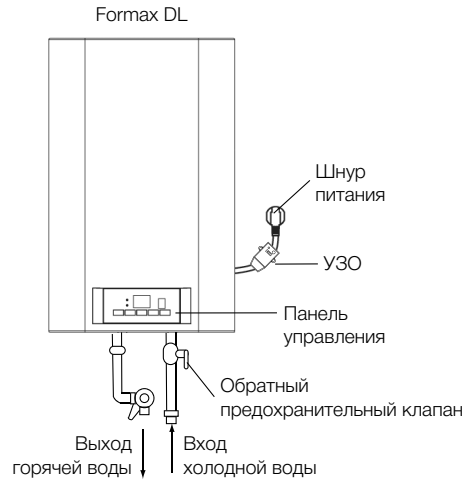 Formax DL
Шнур
питания
УЗО
Панель
управления
Обратный
предохранительный клапан
Выход
горячей воды
Вход
холодной воды